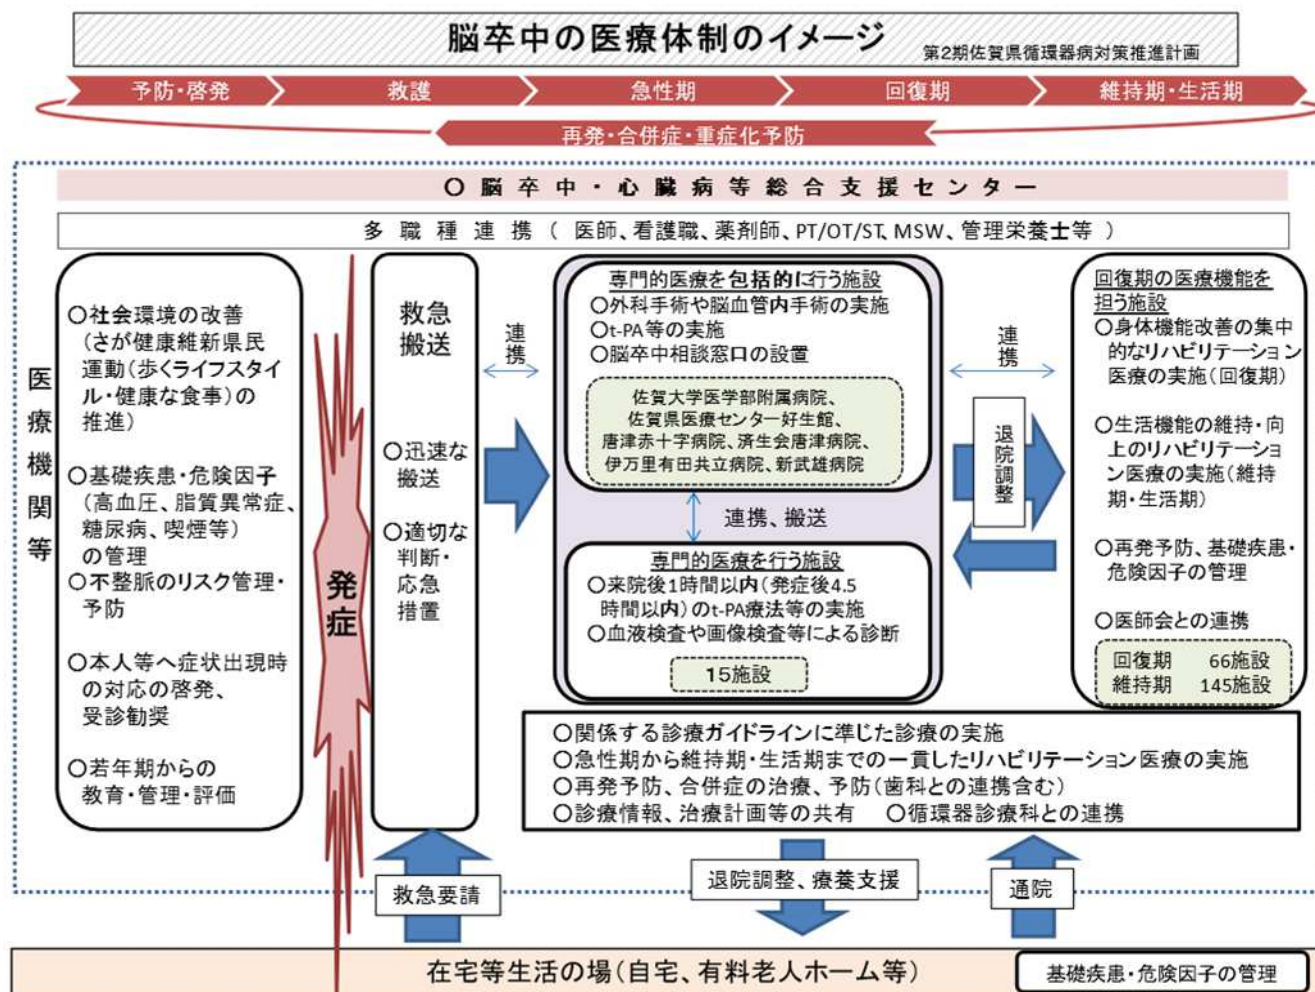 脳卒中の医療体制のイメージ
第2期佐賀県循環器病対策推進計画
予防・啓発
救護
急性期
回復期
維持期・生活期
再発・合併症・重症化予防
〇脳卒中・心臓病等総合支援センター
多職種連携（医師、看護職、薬剤師、PT/OT/ST、MSW、管理栄養士等）
医療機関等
〇社会環境の改善
（さが健康維新県民
運動（歩くライフスタイ
ル・健康な食事）の
推進）
〇基礎疾患・危険因子
（高血圧、脂質異常症、
糖尿病、喫煙等）
の管理
〇不整脈のリスク管理・
予防
〇本人等へ症状出現時
の対応の啓発、
受診勧奨
〇若年期からの
教育・管理・評価
発症
救急
搬送
〇迅速な
搬送
〇適切な
判断・
応急
措置
連携
専門的医療を包括的に行う施設
〇外科手術や脳血管内手術の実施
〇t-PA等の実施
〇脳卒中相談窓口の設置
佐賀大学医学部附属病院、
佐賀県医療センター好生館、
唐津赤十字病院、済生会唐津病院、
伊万里有田共立病院、新武雄病院
連携、搬送
専門的医療を行う施設
〇来院後1時間以内（発症後4.5
時間以内）のt-PA療法等の実施
〇血液検査や画像検査等による診断
15施設
連携
退院調整
回復期の医療機能を
担う施設
〇身体機能改善の集中
的なリハビリテーション
医療の実施（回復期）
〇生活機能の維持・向
上のリハビリテーショ
ン医療の実施（維持
期・生活期）
〇再発予防、基礎疾患・
危険因子の管理
〇医師会との連携
回復期 66施設
維持期 145施設
〇関係する診療ガイドラインに準じた診療の実施
〇急性期から維持期・生活期までの一貫したリハビリテーション医療の実施
〇再発予防、合併症の治療、予防（歯科との連携含む）
〇診療情報、治療計画等の共有 〇循環器診療科との連携
救急要請
退院調整、療養支援
通院
在宅等生活の場（自宅、有料老人ホーム等）
基礎疾患・危険因子の管理